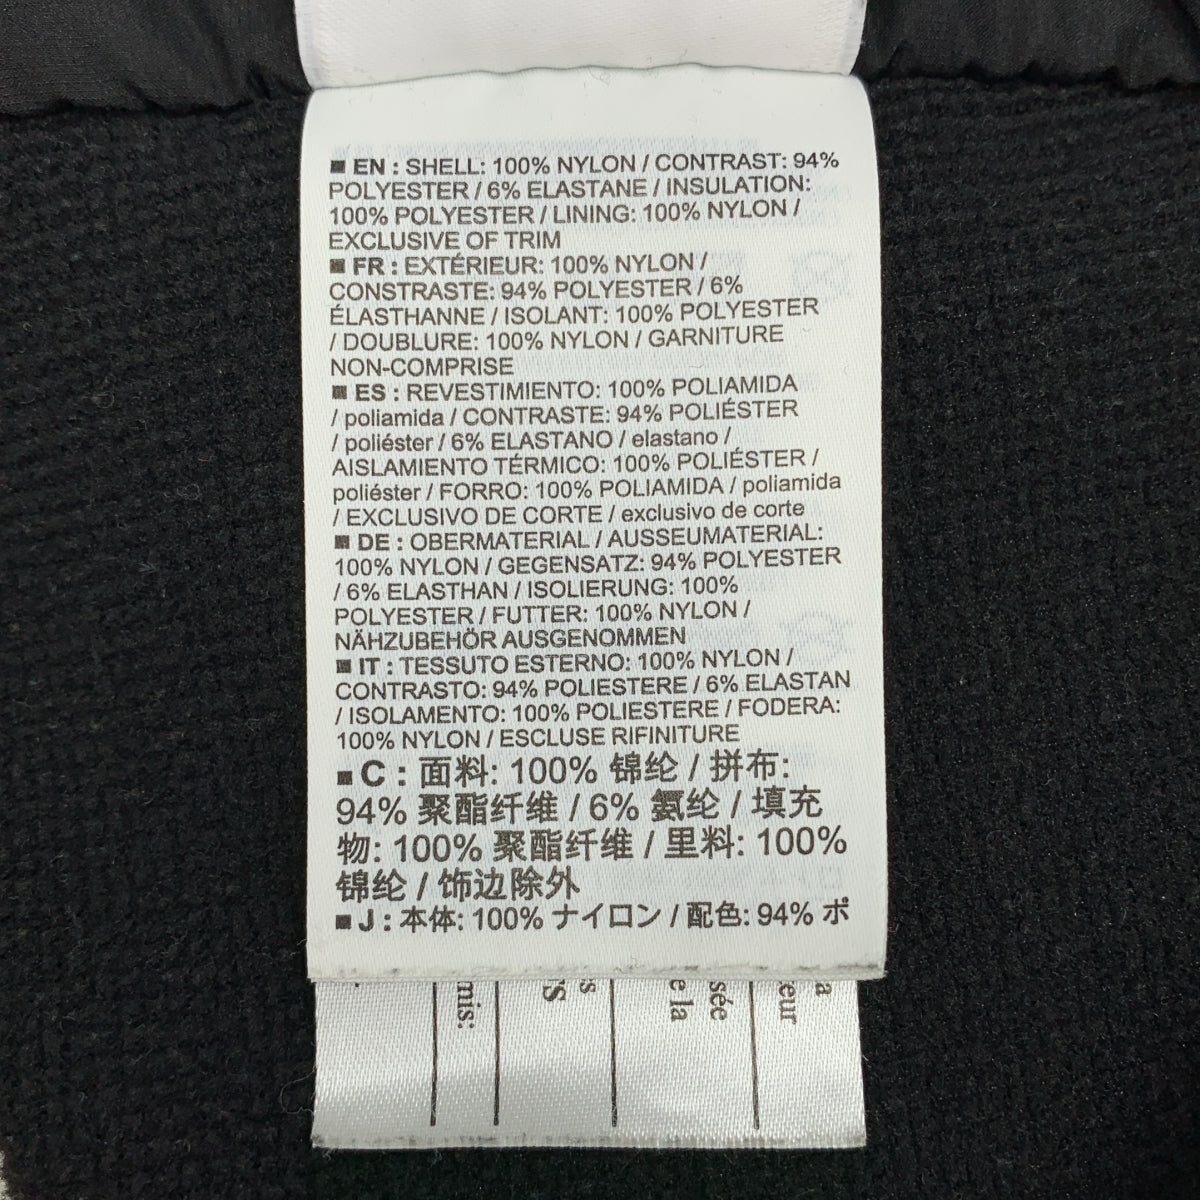 ■ EN : SHELL: 100% NYLON / CONTRAST: 94%
POLYESTER / 6% ELASTANE / INSULATION:
100% POLYESTER / LINING: 100% NYLON /
EXCLUSIVE OF TRIM
■ FR : EXTÉRIEUR: 100% NYLON /
CONSTRASTE: 94% POLYESTER / 6%
ÉLASTHANNE / ISOLANT: 100% POLYESTER
/ DOUBLURE: 100% NYLON / GARNITURE
NON-COMPRISE
■ ES : REVESTIMIENTO: 100% POLIAMIDA
/ poliamida / CONTRASTE: 94% POLIÉSTER
/ poliéster / 6% ELASTANO / elastano /
AISLAMIENTO TÉRMICO: 100% POLIÉSTER /
poliéster / FORRO: 100% POLIAMIDA / poliamida
/ EXCLUSIVO DE CORTE / exclusivo de corte
■ DE : OBERMATERIAL / AUSSEUMATERIAL:
100% NYLON / GEGENSATZ: 94% POLYESTER
/ 6% ELASTHAN / ISOLIERUNG: 100%
POLYESTER / FUTTER: 100% NYLON /
NÄHZUBEHÖR AUSGENOMMEN
■ IT : TESSUTO ESTERNO: 100% NYLON /
CONTRASTO: 94% POLIESTERE / 6% ELASTAN
/ ISOLAMENTO: 100% POLIESTERE / FODERA:
100% NYLON / ESCLUSE RIFINITURE
■ C : 面料: 100% 锦纶 / 拼布:
94% 聚酯纤维 / 6% 氨纶 / 填充
物: 100% 聚酯纤维 / 里料: 100%
锦纶 / 饰边除外
■ J : 本体: 100% ナイロン / 配色: 94% ポ
mis:
sée
e la
eur